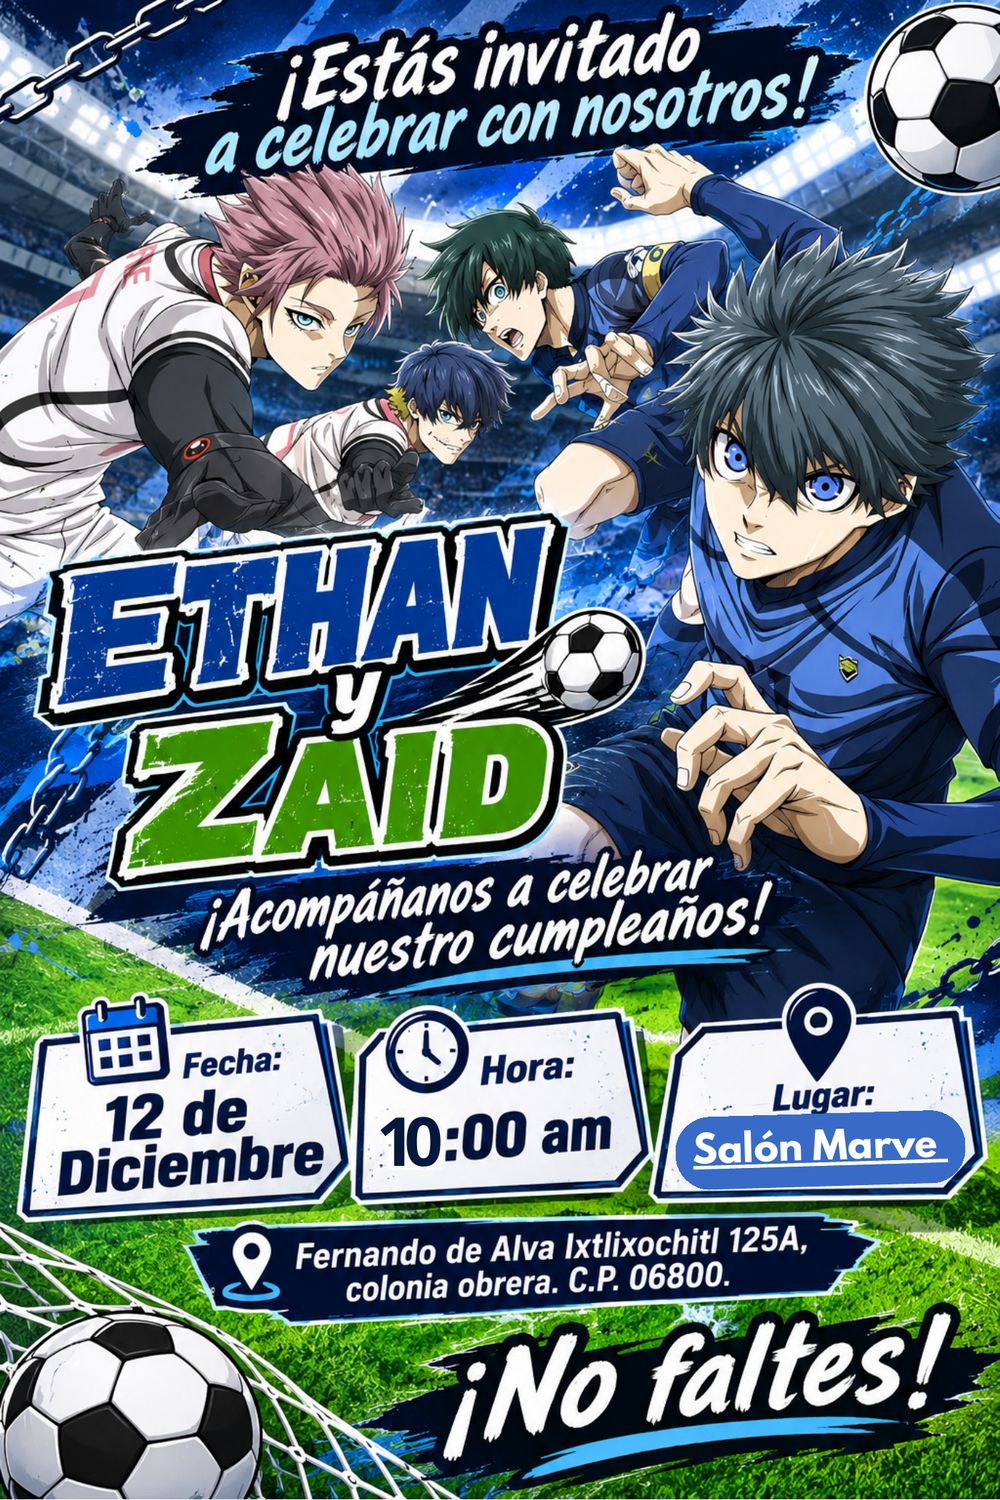 ¡Estás invitado
a celebrar con nosotros!
ETHAN
y
ZAID
¡Acompáñanos a celebrar
nuestro cumpleaños!
Fecha:
12 de
Diciembre
Hora:
10:00 am
Lugar:
Salón Marve
Fernando de Alva Ixtlixochitl 125A,
colonia obrera. C.P. 06800.
¡No faltes!